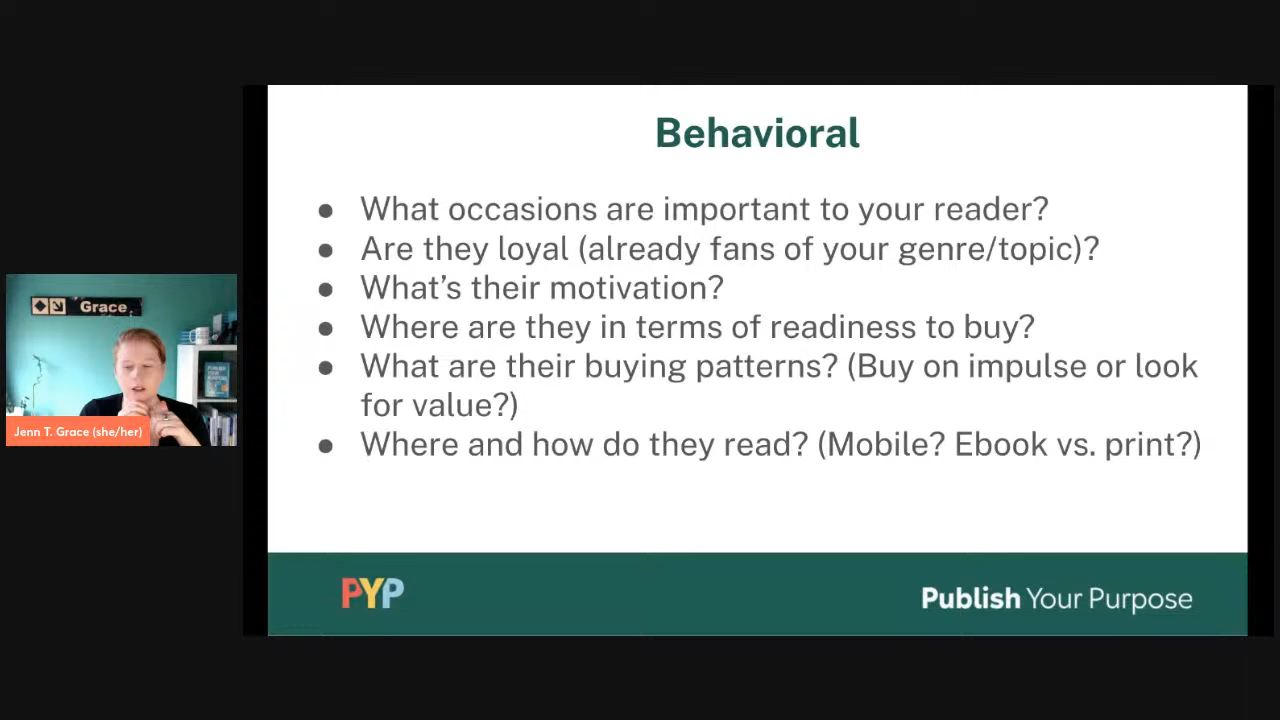 Behavioral
● What occasions are important to your reader?
● Are they loyal (already fans of your genre/topic)?
● What's their motivation?
● Where are they in terms of readiness to buy?
● What are their buying patterns? (Buy on impulse or look
for value?)
● Where and how do they read? (Mobile? Ebook vs. print?)
Grace
Jenn T. Grace (she/her)
PYP
Publish Your Purpose